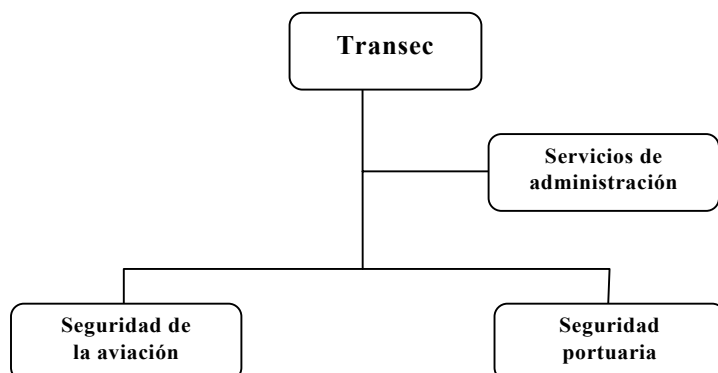 Transec
Servicios de
administración
Seguridad de
la aviación
Seguridad
portuaria